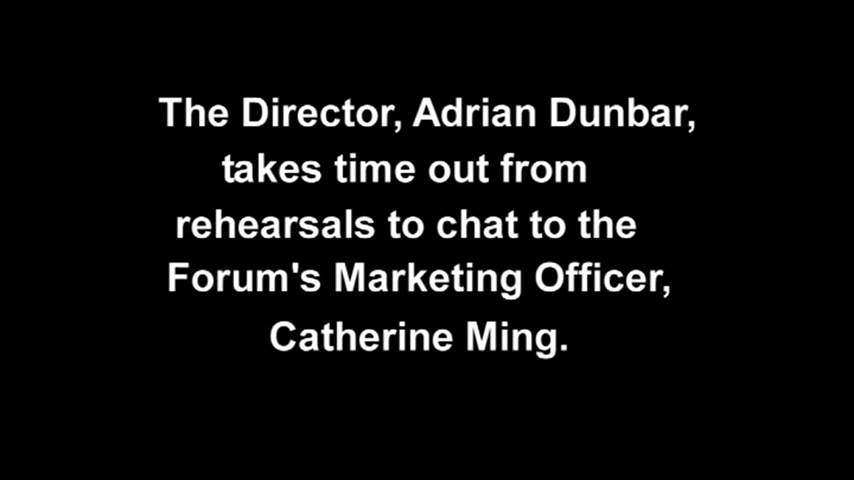 The Director, Adrian Dunbar,
takes time out from
rehearsals to chat to the
Forum's Marketing Officer,
Catherine Ming.